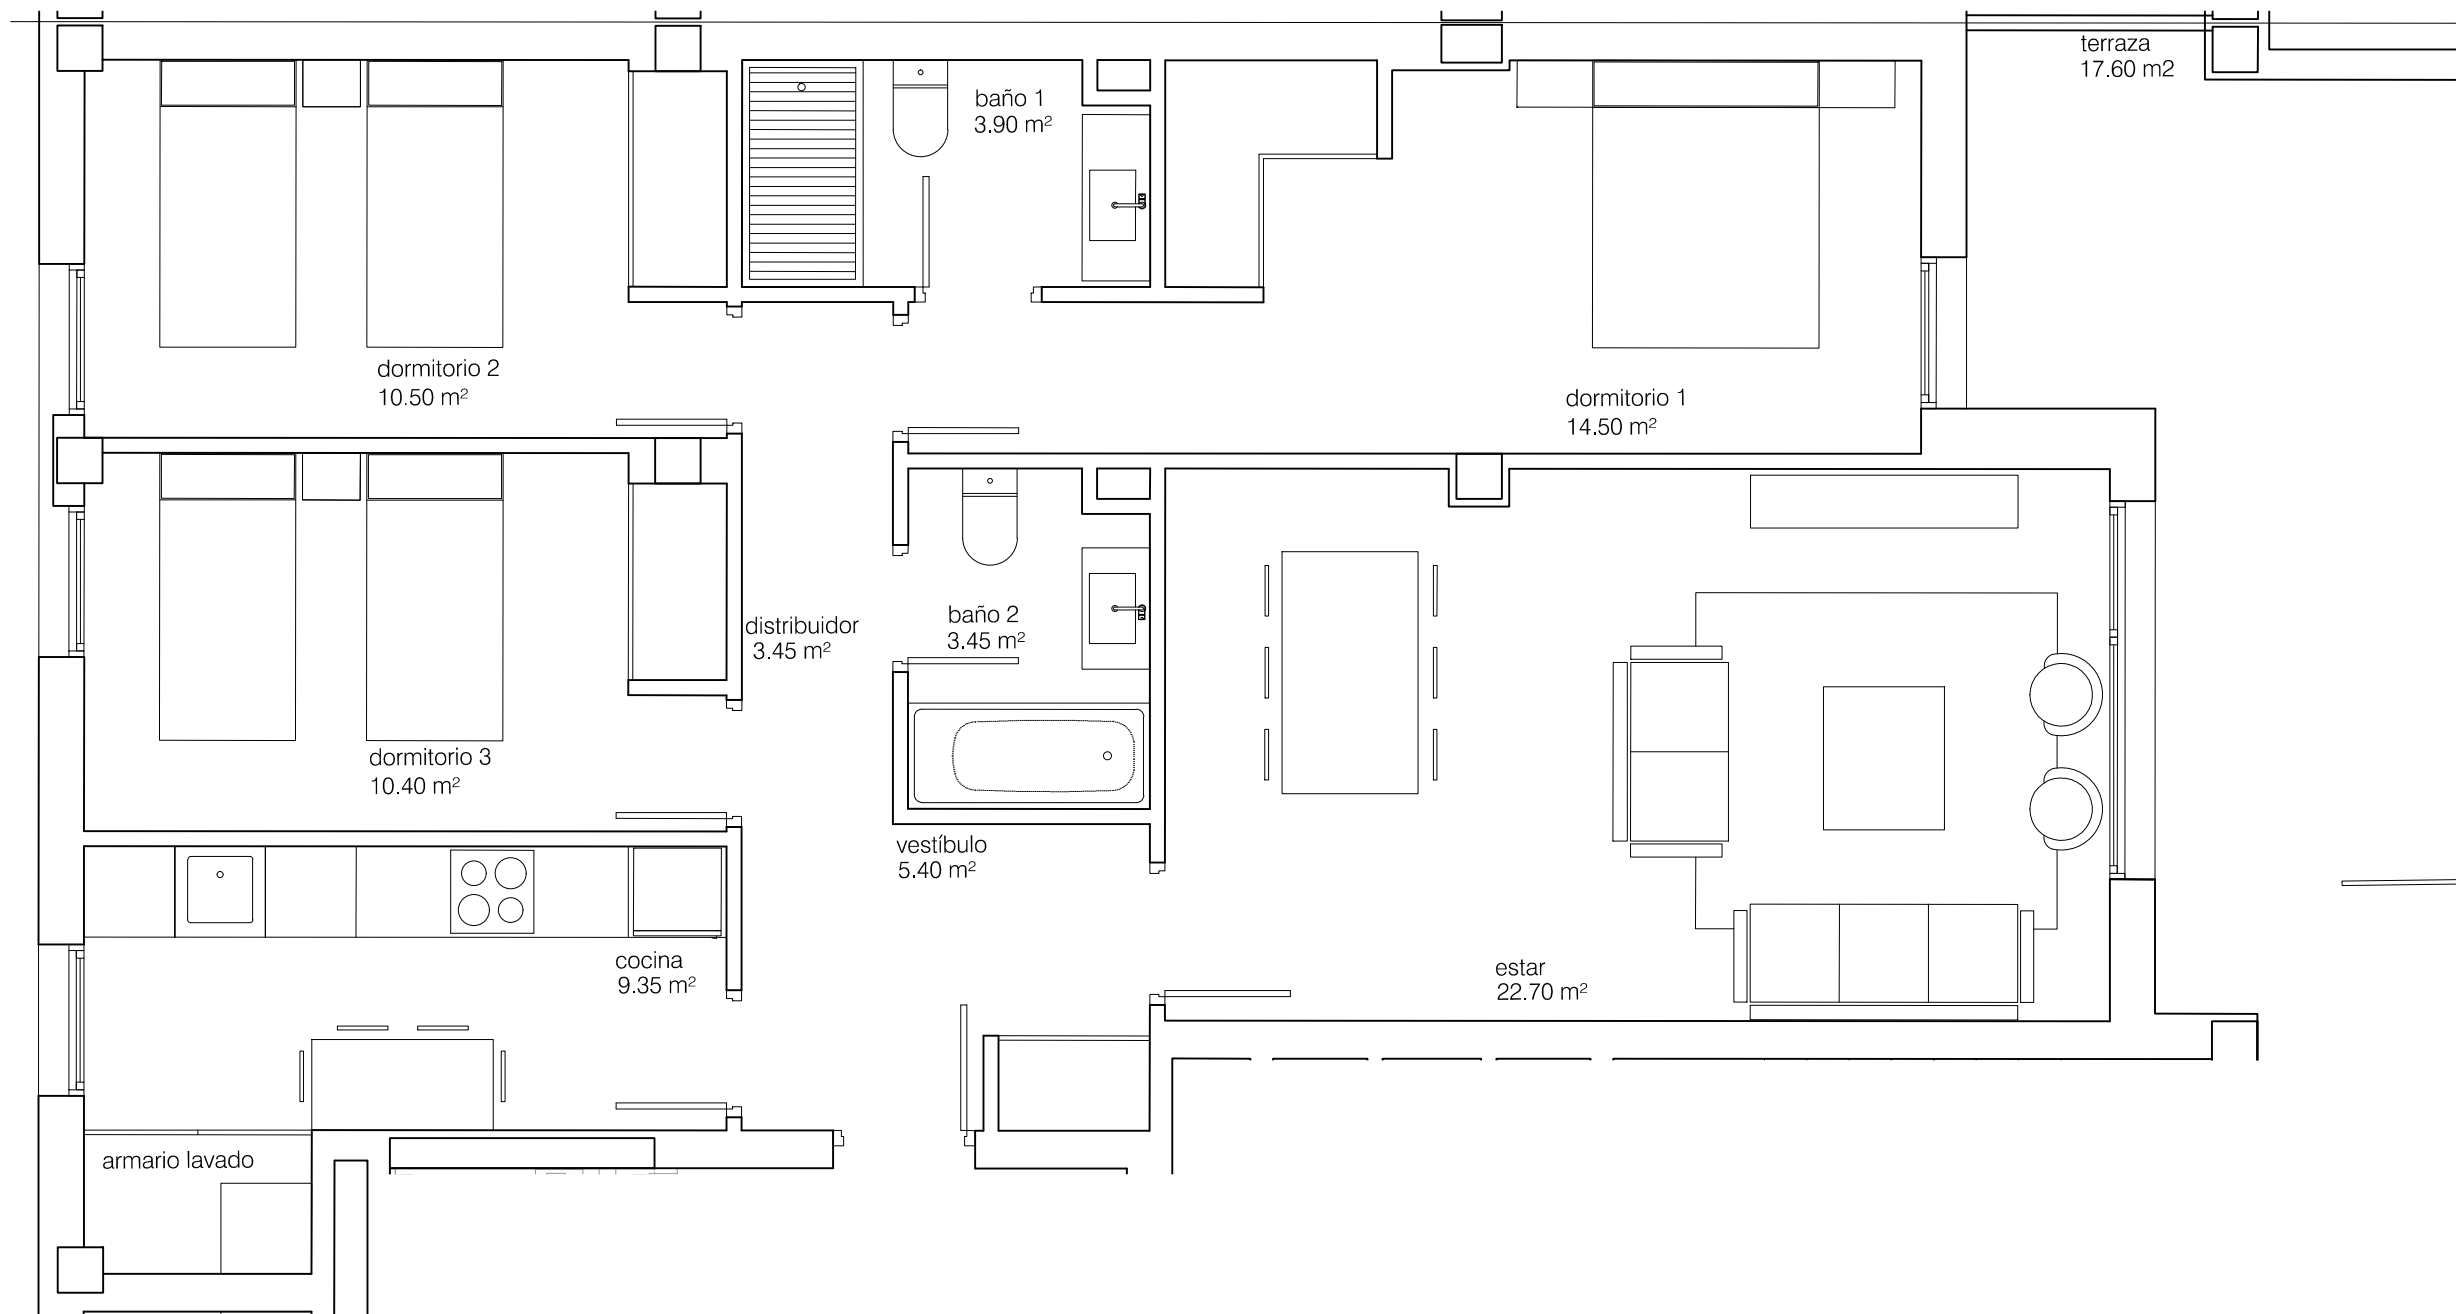 terraza
17.60 m2
baño 1
3.90 m²
dormitorio 2
10.50 m²
dormitorio 1
14.50 m²
distribuidor
3.45 m²
baño 2
3.45 m²
dormitorio 3
10.40 m²
vestíbulo
5.40 m²
cocina
9.35 m²
estar
22.70 m²
armario lavado